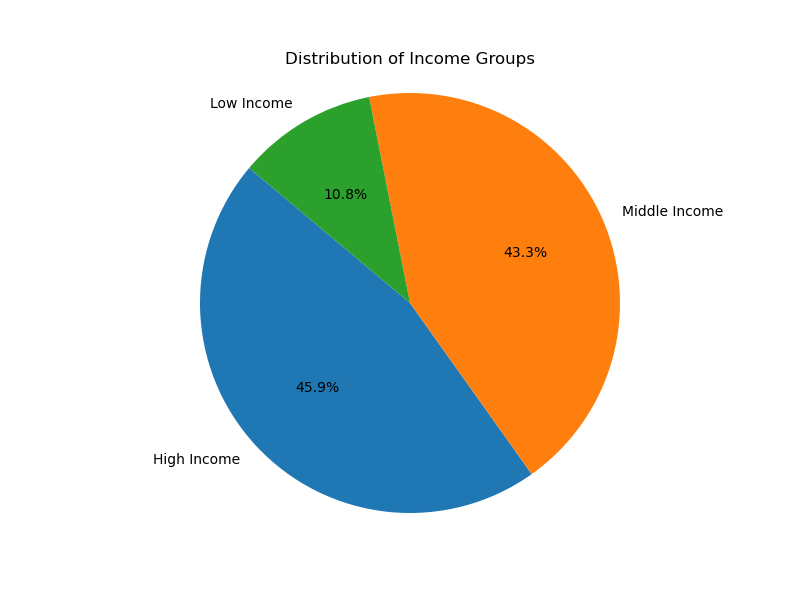 Distribution of Income Groups
Low Income
10.8%
Middle Income
43.3%
45.9%
High Income